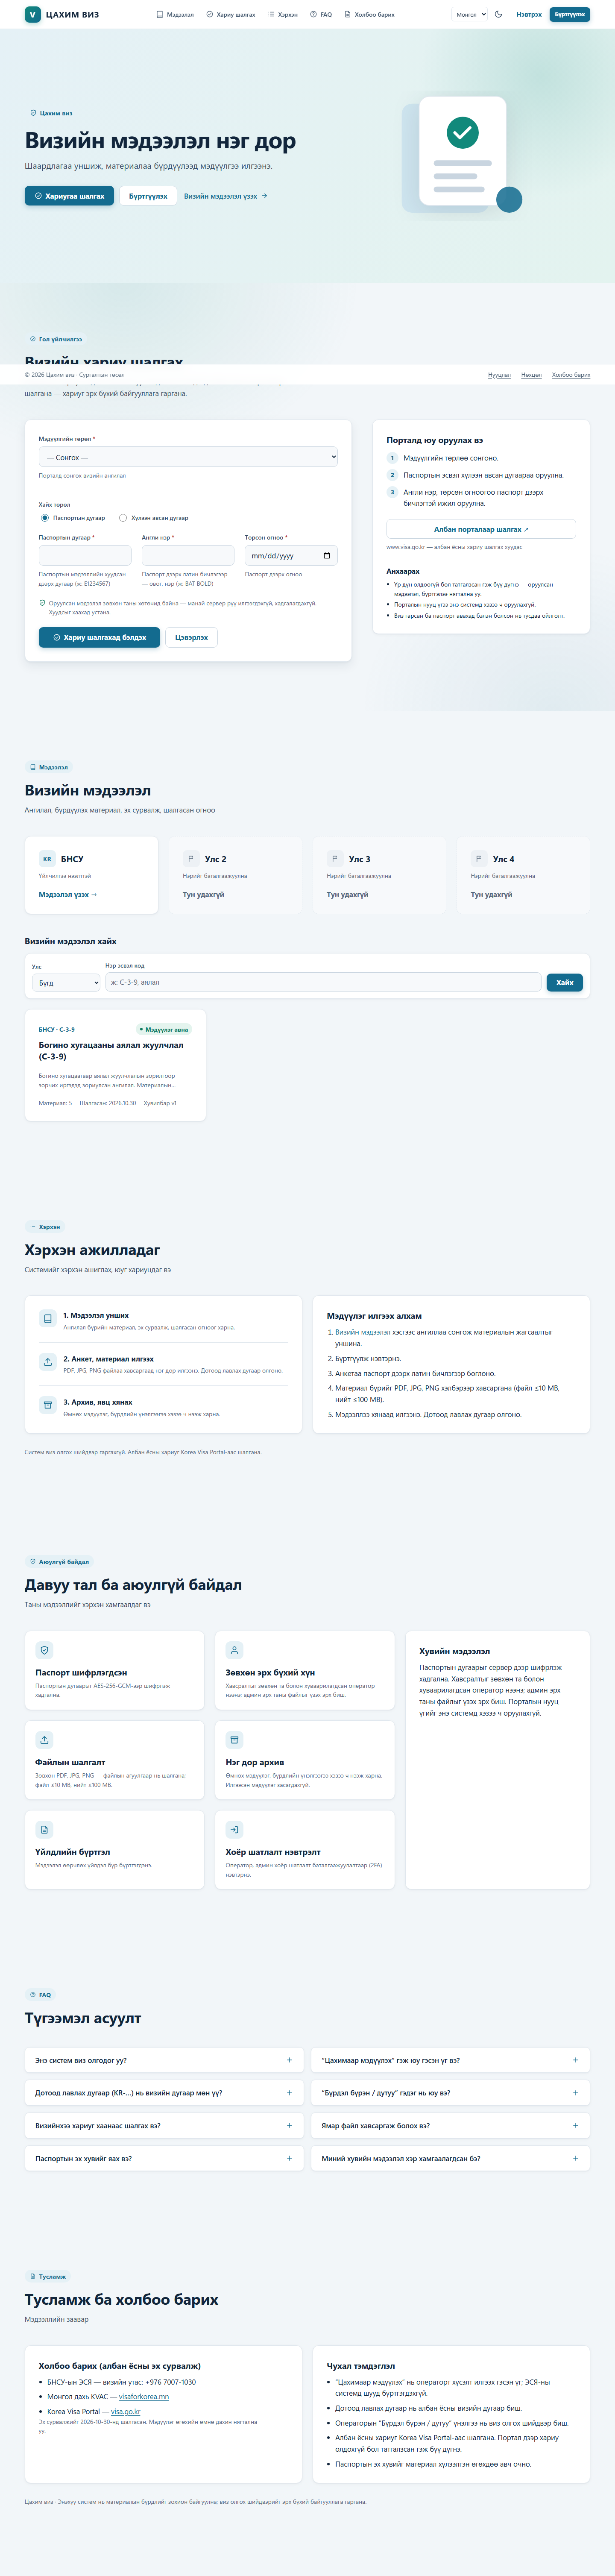 V ЦАХИМ ВИЗ
Мэдээлэл
Хариу шалгах
Хэрхэн
FAQ
Холбоо барих
Монгол
Нэвтрэх
Бүртгүүлэх
Цахим виз
Визийн мэдээлэл нэг дор
Шаардлагаа уншиж, материалаа бүрдүүлээд мэдүүлгээ илгээнэ.
Хариугаа шалгах
Бүртгүүлэх
Визийн мэдээлэл үзэх →
Гол үйлчилгээ
Визийн хариу шалгах
© 2026 Цахим виз · Сургалтын төсөл
Нууцлал
Нөхцөл
Холбоо барих
шалгана — хариуг эрх бүхий байгууллага гаргана.
Мэдүүлгийн төрөл *
— Сонгох —
Порталд сонгох визийн ангилал
Хайх төрөл
Паспортын дугаар
Хүлээн авсан дугаар
Паспортын дугаар *
Англи нэр *
Төрсөн огноо *
mm/dd/yyyy
Паспортын мэдээллийн хуудсан дээрх дугаар (ж: E1234567)
Паспорт дээрх латин бичлэгээр — овог, нэр (ж: BAT BOLD)
Паспорт дээрх огноо
Оруулсан мэдээлэл зөвхөн таны хөтөчид байна — манай сервер рүү илгээгдэхгүй, хадгалагдахгүй.
Хуудсыг хаахад устана.
Хариу шалгахад бэлдэх
Цэвэрлэх
Порталд юу оруулах вэ
1 Мэдүүлгийн төрлөө сонгоно.
2 Паспортын эсвэл хүлээн авсан дугаараа оруулна.
3 Англи нэр, төрсөн огноогоо паспорт дээрх
бичлэгтэй ижил оруулна.
Албан порталаар шалгах ↗
www.visa.go.kr — албан ёсны хариу шалгах хуудас
Анхаарах
• Үр дүн олдоогүй бол татгалзсан гэж бүү дүгнэ — оруулсан
мэдээлэл, бүртгэлээ нягтална уу.
• Порталын нууц үгээ энэ системд хэзээ ч оруулахгүй.
• Виз гарсан ба паспорт авахад бэлэн болсон нь тусдаа ойлголт.
Мэдээлэл
Визийн мэдээлэл
Ангилал, бүрдүүлэх материал, эх сурвалж, шалгасан огноо
KR БНСУ
Үйлчилгээ нээлттэй
Мэдээлэл үзэх →
Улс 2
Нэрийг баталгаажуулна
Тун удахгүй
Улс 3
Нэрийг баталгаажуулна
Тун удахгүй
Улс 4
Нэрийг баталгаажуулна
Тун удахгүй
Визийн мэдээлэл хайх
Улс
Бүгд
Нэр эсвэл код
ж: C-3-9, аялал
Хайх
БНСУ · C-3-9
Мэдүүлэг авна
Богино хугацааны аялал жуулчлал
(C-3-9)
Богино хугацаагаар аялал жуулчлалын зорилгоор
зорчих иргэдэд зориулсан ангилал. Материалын…
Материал: 5 Шалгасан: 2026.10.30 Хувилбар v1
Хэрхэн
Хэрхэн ажилладаг
Системийг хэрхэн ашиглах, юуг хариуцдаг вэ
1. Мэдээлэл унших
Ангилал бүрийн материал, эх сурвалж, шалгасан огноог харна.
2. Анкет, материал илгээх
PDF, JPG, PNG файлаа хавсаргаад нэг дор илгээнэ. Дотоод лавлах дугаар олгоно.
3. Архив, явц хянах
Өмнөх мэдүүлэг, бүрдлийн үнэлгээгээ хэзээ ч нээж харна.
Мэдүүлэг илгээх алхам
1. Визийн мэдээлэл хэсгээс ангиллаа сонгож материалын жагсаалтыг
уншина.
2. Бүртгүүлж нэвтэрнэ.
3. Анкетаа паспорт дээрх латин бичлэгээр бөглөнө.
4. Материал бүрийг PDF, JPG, PNG хэлбэрээр хавсаргана (файл ≤10 MB,
нийт ≤100 MB).
5. Мэдээллээ хянаад илгээнэ. Дотоод лавлах дугаар олгоно.
Систем виз олгох шийдвэр гаргахгүй. Албан ёсны хариуг Korea Visa Portal-аас шалгана.
Аюулгүй байдал
Давуу тал ба аюулгүй байдал
Таны мэдээллийг хэрхэн хамгаалдаг вэ
Паспорт шифрлэгдсэн
Паспортын дугаарыг AES-256-GCM-ээр шифрлэж
хадгална.
Зөвхөн эрх бүхий хүн
Хавсралтыг зөвхөн та болон хуваарилагдсан оператор
нээнэ; админ эрх таны файлыг үзэх эрх биш.
Хувийн мэдээлэл
Паспортын дугаарыг сервер дээр шифрлэж
хадгална. Хавсралтыг зөвхөн та болон
хуваарилагдсан оператор нээнэ; админ эрх
таны файлыг үзэх эрх биш. Порталын нууц
үгийг энэ системд хэзээ ч оруулахгүй.
Файлын шалгалт
Зөвхөн PDF, JPG, PNG — файлын агуулгаар нь шалгана;
файл ≤10 MB, нийт ≤100 MB.
Нэг дор архив
Өмнөх мэдүүлэг, бүрдлийн үнэлгээгээ хэзээ ч нээж харна.
Илгээсэн мэдүүлэг засагдахгүй.
Үйлдлийн бүртгэл
Мэдээлэл өөрчлөх үйлдэл бүр бүртгэгдэнэ.
Хоёр шатлалт нэвтрэлт
Оператор, админ хоёр шатлалт баталгаажуулалтаар (2FA)
нэвтэрнэ.
FAQ
Түгээмэл асуулт
Энэ систем виз олгодог уу?
"Цахимаар мэдүүлэх" гэж юу гэсэн үг вэ?
Дотоод лавлах дугаар (KR-...) нь визийн дугаар мөн үү?
"Бүрдэл бүрэн / дутуу" гэдэг нь юу вэ?
Визийнхээ хариуг хаанаас шалгах вэ?
Ямар файл хавсаргаж болох вэ?
Паспортын эх хувийг яах вэ?
Миний хувийн мэдээлэл хэр хамгаалагдсан бэ?
Тусламж
Тусламж ба холбоо барих
Мэдээллийн заавар
Холбоо барих (албан ёсны эх сурвалж)
• БНСУ-ын ЭСЯ — визийн утас: +976 7007-1030
• Монгол дахь KVAC — visaforkorea.mn
• Korea Visa Portal — visa.go.kr
Эх сурвалжийг 2026-10-30-нд шалгасан. Мэдүүлэг өгөхийн өмнө дахин нягтална
уу.
Чухал тэмдэглэл
• "Цахимаар мэдүүлэх" нь операторт хүсэлт илгээх гэсэн үг; ЭСЯ-ны
системд шууд бүртгэгдэхгүй.
• Дотоод лавлах дугаар нь албан ёсны визийн дугаар биш.
• Операторын "Бүрдэл бүрэн / дутуу" үнэлгээ нь виз олгох шийдвэр биш.
• Албан ёсны хариуг Korea Visa Portal-аас шалгана. Портал дээр хариу
олдохгүй бол татгалзсан гэж бүү дүгнэ.
• Паспортын эх хувийг материал хүлээлгэн өгөхдөө авч очно.
Цахим виз · Энэхүү систем нь материалын бүрдлийг зохион байгуулна; виз олгох шийдвэрийг эрх бүхий байгууллага гаргана.